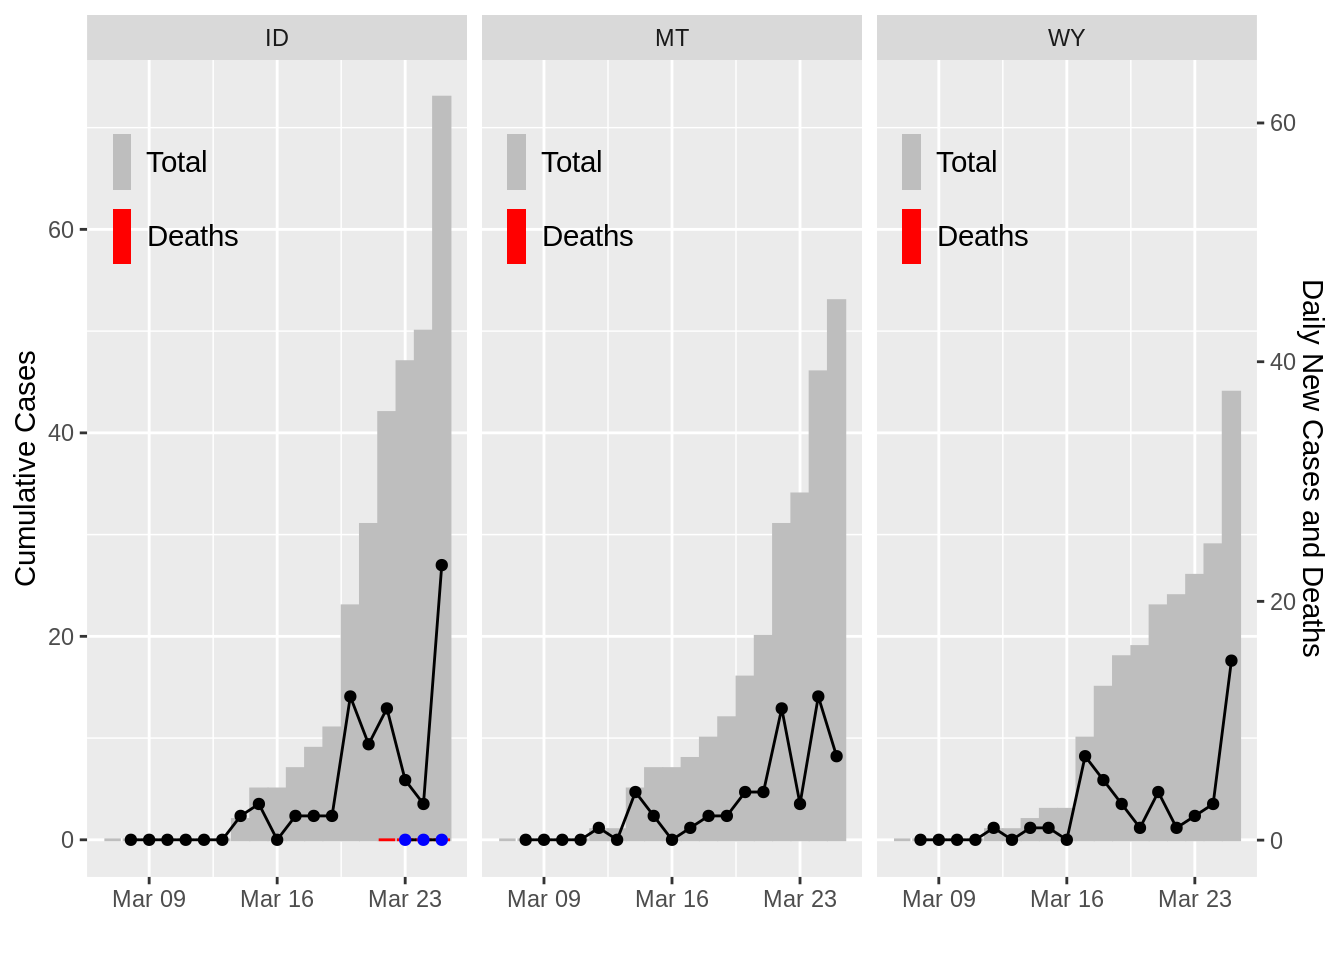 ID
MT
WY
Total
Deaths
Total
Deaths
Total
Deaths
Cumulative Cases
60
40
20
0
60
40
20
0
Daily New Cases and Deaths
Mar 09
Mar 16
Mar 23
Mar 09
Mar 16
Mar 23
Mar 09
Mar 16
Mar 23